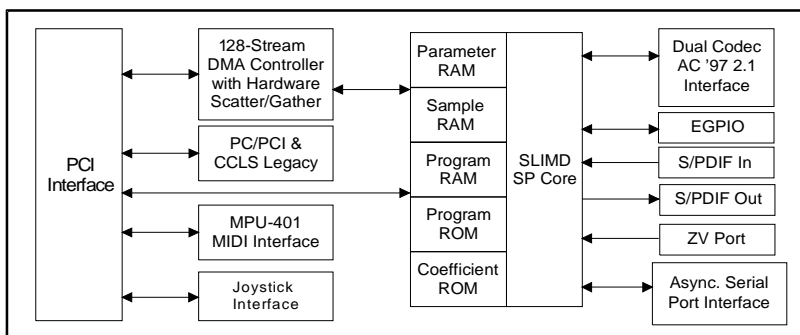 PCI
Interface
128-Stream
DMA Controller
with Hardware
Scatter/Gather
PC/PCI &
CCLS Legacy
MPU-401
MIDI Interface
Joystick
Interface
Parameter
RAM
Sample
RAM
Program
RAM
Program
ROM
Coefficient
ROM
SLIMD
SP Core
Dual Codec
AC '97 2.1
Interface
EGPIO
S/PDIF In
S/PDIF Out
ZV Port
Async. Serial
Port Interface